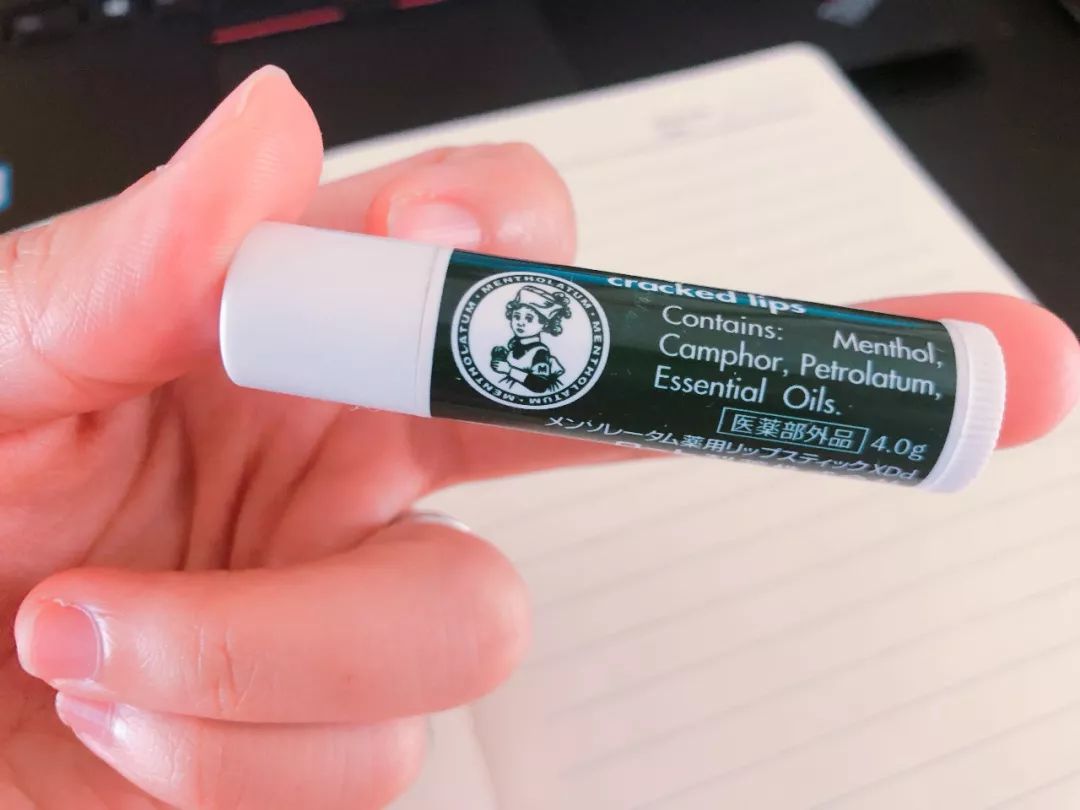 MENTHOLATUM · MENTHOLATUM · MENTHOLATUM ·
M
cracked lips
Contains: Menthol,
Camphor, Petrolatum,
Essential Oils.
医薬部外品 4.0g
メンソレータム薬用リップスティックXDd